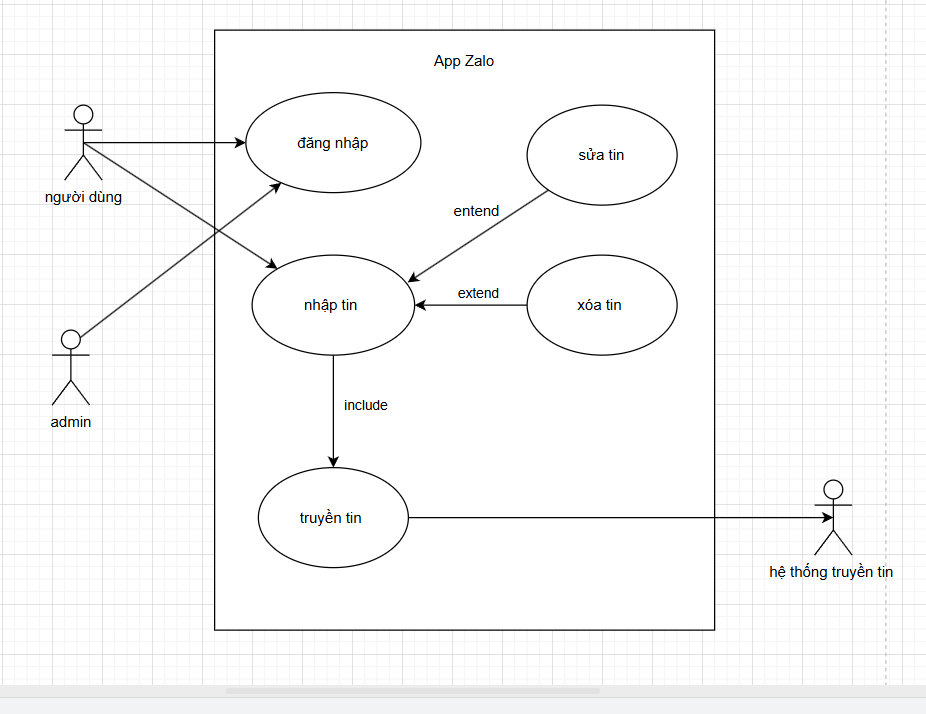 App Zalo
đăng nhập
sửa tin
người dùng
entend
nhập tin
extend
xóa tin
include
admin
truyền tin
hệ thống truyền tin